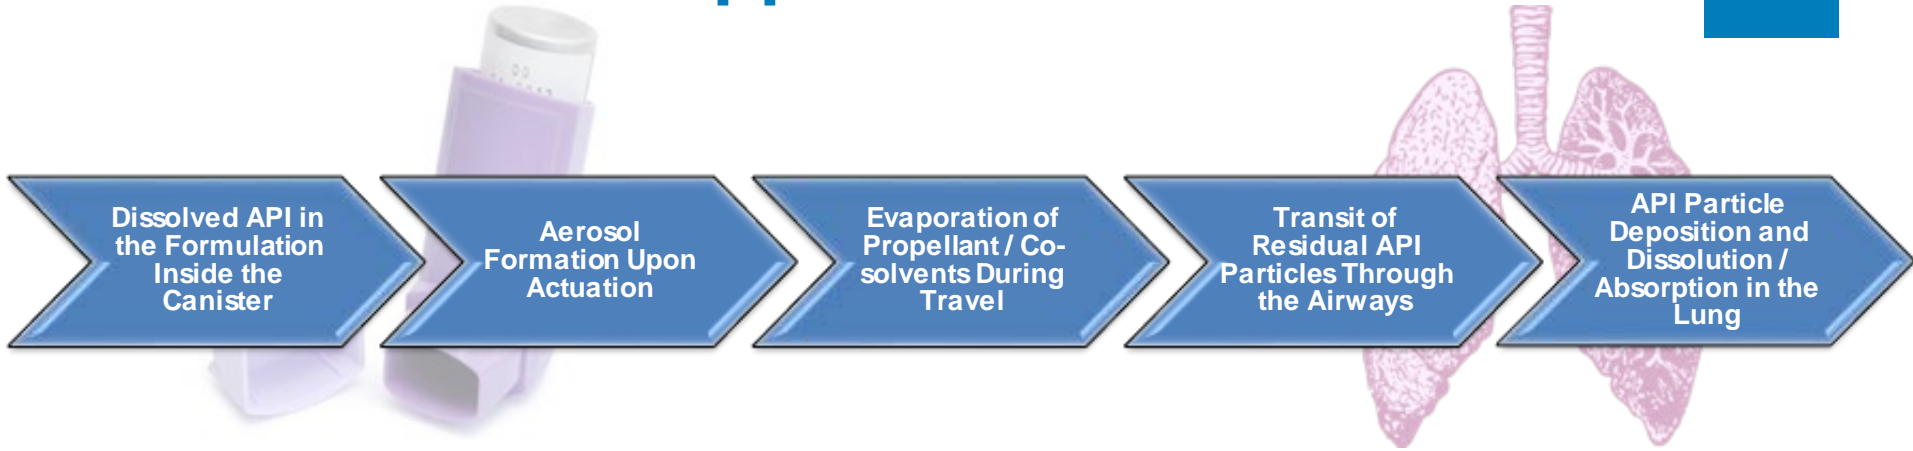 Dissolved API in
the Formulation
Inside the
Canister
Aerosol
Formation Upon
Actuation
Evaporation of
Propellant / Co-
solvents During
Travel
Transit of
Residual API
Particles Through
the Airways
API Particle
Deposition and
Dissolution /
Absorption in the
Lung